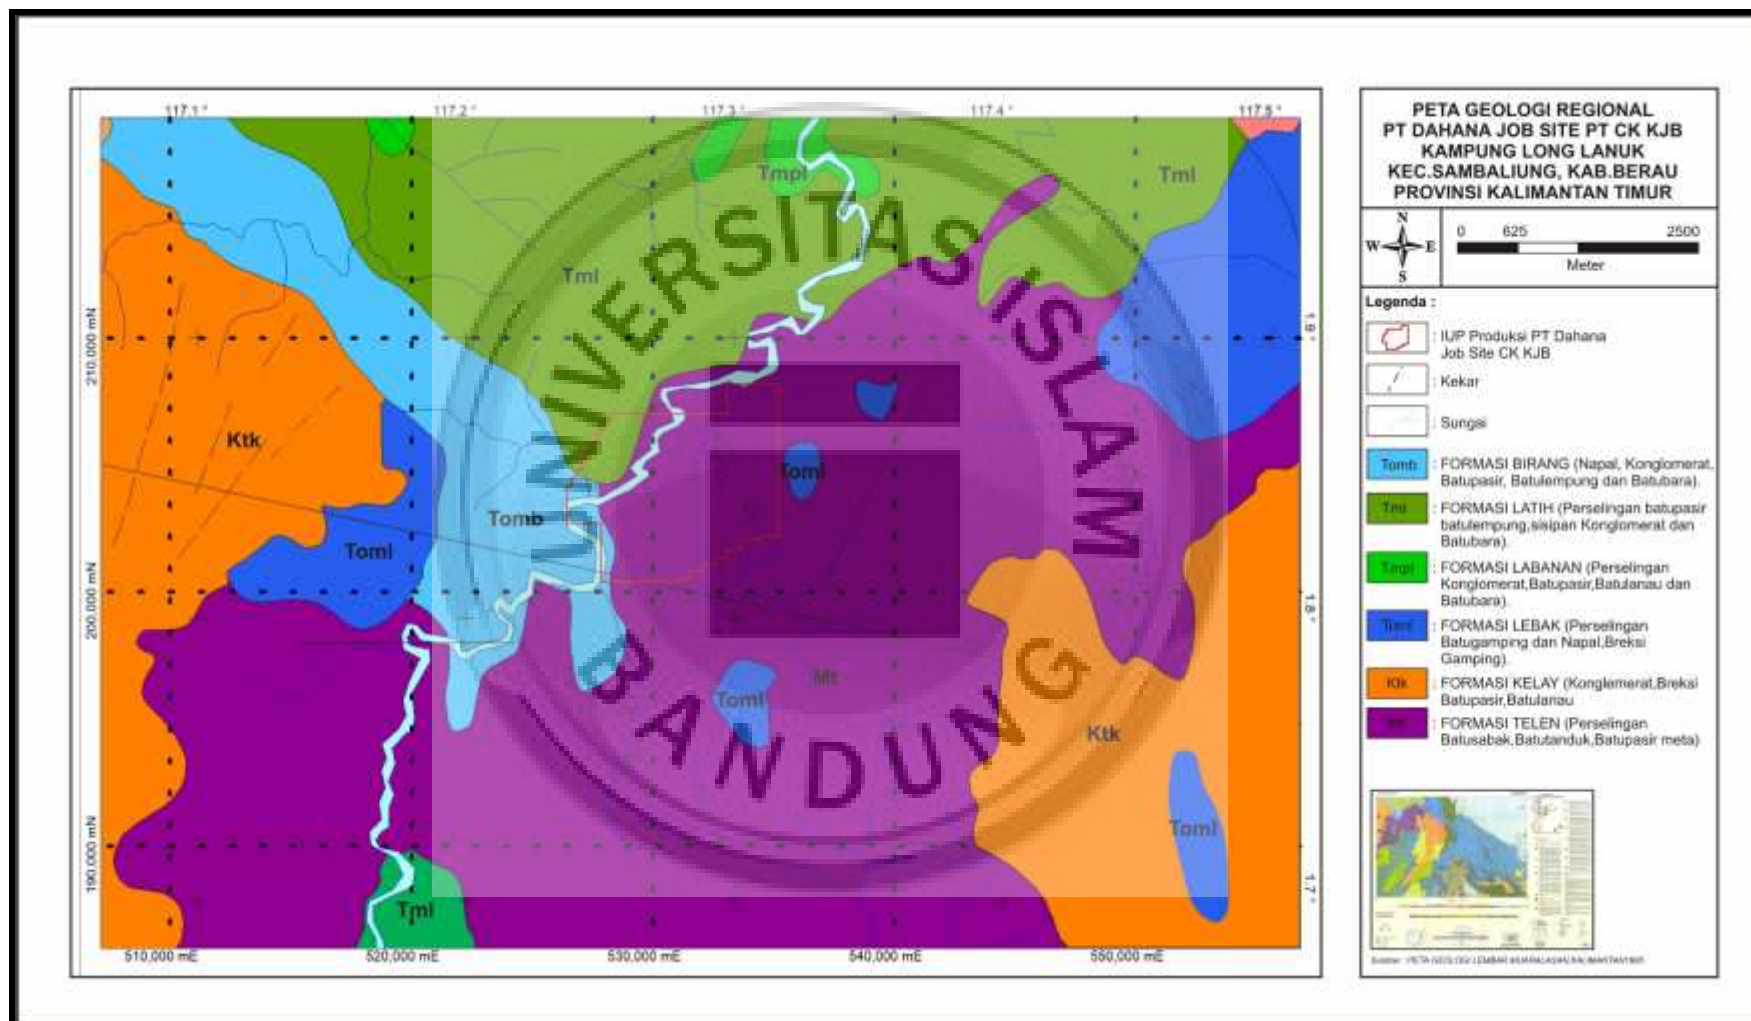 PETA GEOLOGI REGIONAL
PT DAHANA JOB SITE PT CK KJB
KAMPUNG LONG LANUK
KEC.SAMBALIUNG, KAB.BERAU
PROVINSI KALIMANTAN TIMUR
N
W E
S
0 625 2500
Meter
Legenda :
: IUP Produksi PT Dahana
Job Site CK KJB
: Kekar
: Sungai
Tomb : FORMASI BIRANG (Napal, Konglomerat,
Batupasir, Batulempung dan Batubara).
: FORMASI LATIH (Perselingan batupasir
batulempung,sisipan Konglomerat dan
Batubara).
Tmpl : FORMASI LABANAN (Perselingan
Konglomerat,Batupasir,Batulanau dan
Batubara).
Toml : FORMASI LEBAK (Perselingan
Batugamping dan Napal,Breksi
Gamping).
Ktk : FORMASI KELAY (Konglemerat,Breksi
Batupasir,Batulanau
: FORMASI TELEN (Perselingan
Batusabak,Batutanduk,Batupasir meta)
117.1 ° 117.2 ° 117.3 ° 117.4 ° 117.5 °
Tmpl
Tml
Tml
210,000 mN
1.9 °
Ktk
Toml
Tomb
Toml
200,000 mN
1.8 °
Mt
Toml
Ktk
Toml
190,000 mN
1.7 °
Tml
510,000 mE 520,000 mE 530,000 mE 540,000 mE 550,000 mE
UNIVERSITAS ISLAM
BANDUNG